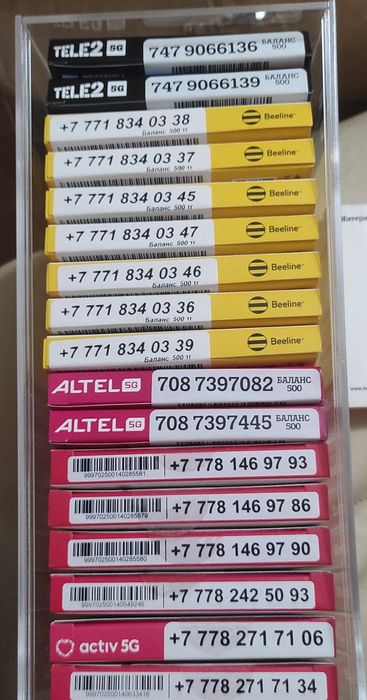 TELE2 5G 747 9066136 БАЛАНС 500
TELE2 5G 747 9066139 БАЛАНС 500
+7 771 834 03 38 Beeline
Баланс 500 тг
+7 771 834 03 37 Beeline
Баланс 500 тг
+7 771 834 03 45 Beeline
Баланс 500 тг
+7 771 834 03 47 Beeline
Баланс 500 тг
+7 771 834 03 46 Beeline
Баланс 500 тг
+7 771 834 03 36 Beeline
Баланс 500 тг
+7 771 834 03 39 Beeline
Баланс 500 тг
ALTEL 5G 708 7397082 БАЛАНС 500
ALTEL 5G 708 7397445 БАЛАНС 500
+7 778 146 97 93
999702500140285581
+7 778 146 97 86
+7 778 146 97 90
+7 778 242 50 93
activ 5G +7 778 271 71 06
+7 778 271 71 34